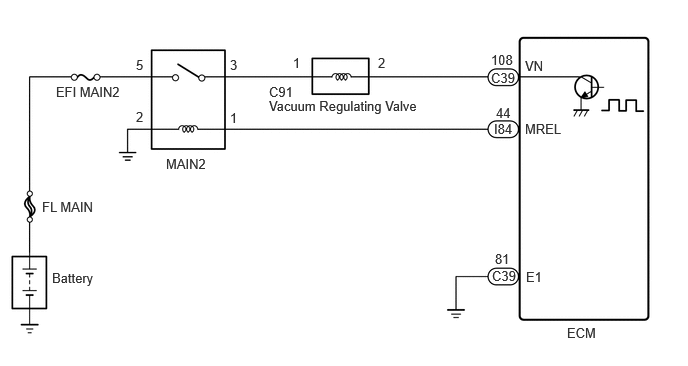 108
VN
5
3
1
2
C39
C91
EFI MAIN2
Vacuum Regulating Valve
44
2
1
I84
MREL
MAIN2
FL MAIN
81
C39
E1
Battery
ECM